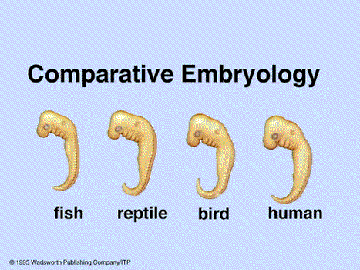 Comparative Embryology
fish reptile bird human
© 1995 Wadsworth Publishing Company/ITP